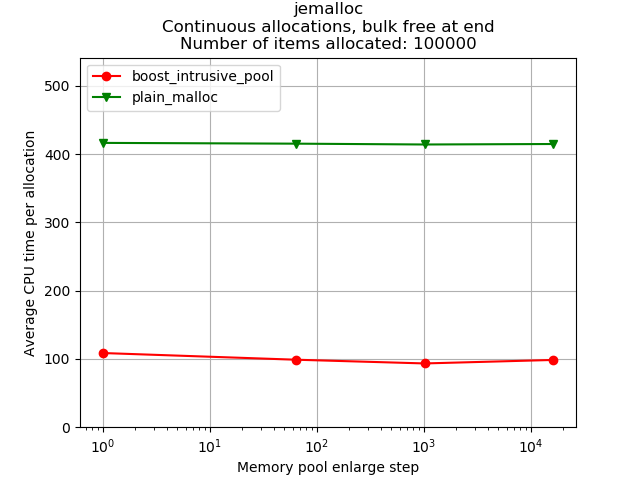 jemalloc
Continuous allocations, bulk free at end
Number of items allocated: 100000
boost_intrusive_pool
plain_malloc
Average CPU time per allocation
500
400
300
200
100
0
10⁰
10¹
10²
10³
10⁴
Memory pool enlarge step